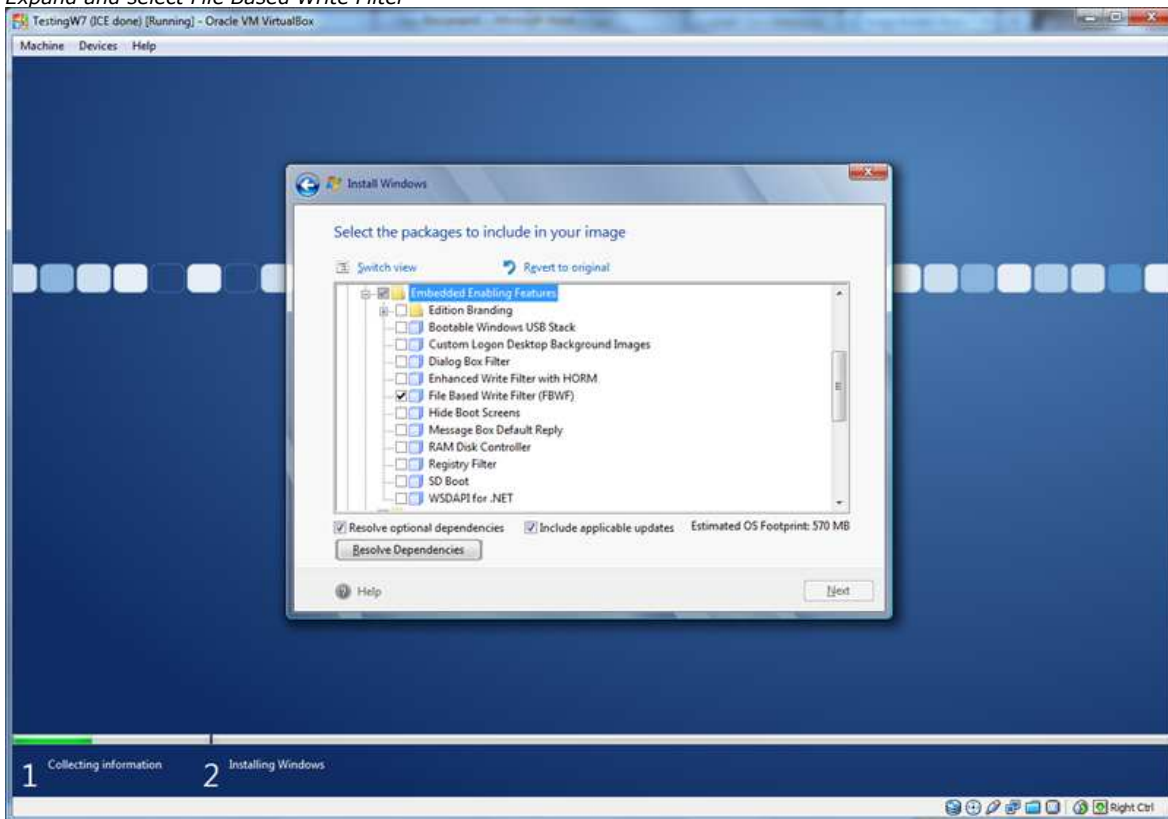 Expand and select File Based Write Filter
TestingW7 (ICE done) [Running] - Oracle VM VirtualBox
Machine Devices Help
Install Windows
Select the packages to include in your image
Switch view Revert to original
Embedded Enabling Features
Edition Branding
Bootable Windows USB Stack
Custom Logon Desktop Background Images
Dialog Box Filter
Enhanced Write Filter with HORM
File Based Write Filter (FBWF)
Hide Boot Screens
Message Box Default Reply
RAM Disk Controller
Registry Filter
SD Boot
WSDAPI for .NET
Resolve optional dependencies Include applicable updates Estimated OS Footprint: 570 MB
Resolve Dependencies
Help Next
1 Collecting information 2 Installing Windows
Right Ctrl